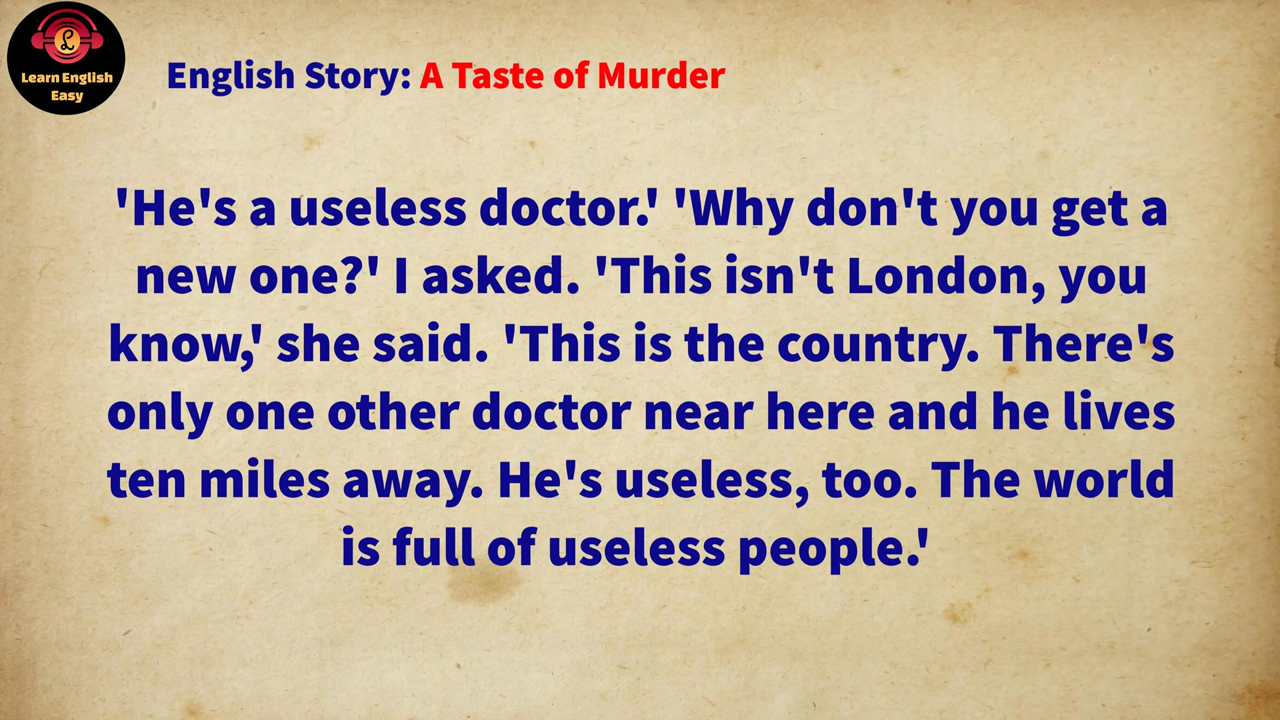 Learn English
Easy
English Story: A Taste of Murder
'He's a useless doctor.' 'Why don't you get a
new one?' I asked. 'This isn't London, you
know,' she said. 'This is the country. There's
only one other doctor near here and he lives
ten miles away. He's useless, too. The world
is full of useless people.'